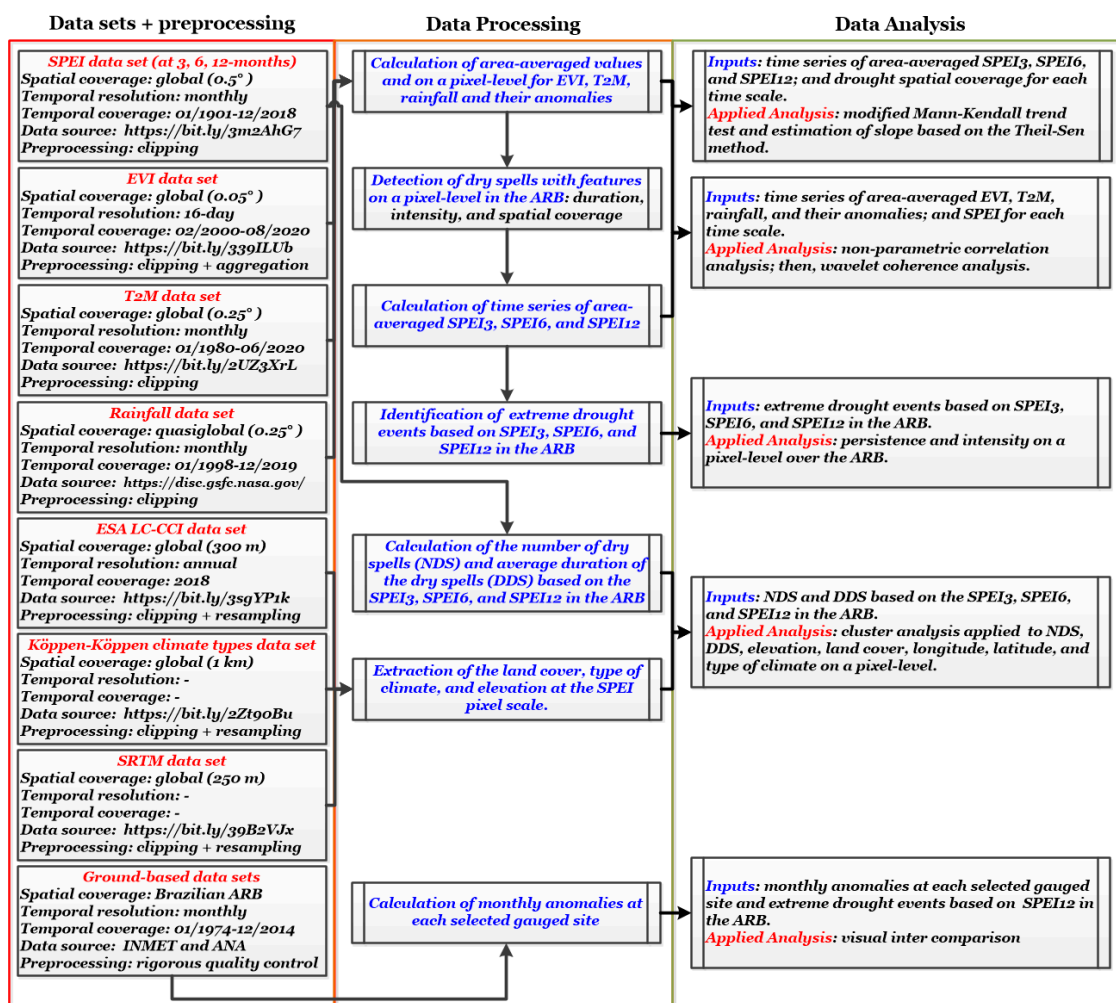 Data sets + preprocessing
SPEI data set (at 3, 6, 12-months)
Spatial coverage: global (0.5° )
Temporal resolution: monthly
Temporal coverage: 01/1901-12/2018
Data source: https://bit.ly/3m2AhG7
Preprocessing: clipping
EVI data set
Spatial coverage: global (0.05° )
Temporal resolution: 16-day
Temporal coverage: 02/2000-08/2020
Data source: https://bit.ly/339ILUb
Preprocessing: clipping + aggregation
T2M data set
Spatial coverage: global (0.25° )
Temporal resolution: monthly
Temporal coverage: 01/1980-06/2020
Data source: https://bit.ly/2UZ3XrL
Preprocessing: clipping
Rainfall data set
Spatial coverage: quasiglobal (0.25° )
Temporal resolution: monthly
Temporal coverage: 01/1998-12/2019
Data source: https://disc.gsfc.nasa.gov/
Preprocessing: clipping
ESA LC-CCI data set
Spatial coverage: global (300 m)
Temporal resolution: annual
Temporal coverage: 2018
Data source: https://bit.ly/3sgYP1k
Preprocessing: clipping + resampling
Köppen-Köppen climate types data set
Spatial coverage: global (1 km)
Temporal resolution: -
Temporal coverage: -
Data source: https://bit.ly/2Zt90Bu
Preprocessing: clipping + resampling
SRTM data set
Spatial coverage: global (250 m)
Temporal resolution: -
Temporal coverage: -
Data source: https://bit.ly/39B2VJx
Preprocessing: clipping + resampling
Ground-based data sets
Spatial coverage: Brazilian ARB
Temporal resolution: monthly
Temporal coverage: 01/1974-12/2014
Data source: INMET and ANA
Preprocessing: rigorous quality control
Data Processing
Calculation of area-averaged values
and on a pixel-level for EVI, T2M,
rainfall and their anomalies
Detection of dry spells with features
on a pixel-level in the ARB: duration,
intensity, and spatial coverage
Calculation of time series of area-
averaged SPEI3, SPEI6, and SPEI12
Identification of extreme drought
events based on SPEI3, SPEI6, and
SPEI12 in the ARB
Calculation of the number of dry
spells (NDS) and average duration of
the dry spells (DDS) based on the
SPEI3, SPEI6, and SPEI12 in the ARB
Extraction of the land cover, type of
climate, and elevation at the SPEI
pixel scale.
Calculation of monthly anomalies at
each selected gauged site
Data Analysis
Inputs: time series of area-averaged SPEI3, SPEI6,
and SPEI12; and drought spatial coverage for each
time scale.
Applied Analysis: modified Mann-Kendall trend
test and estimation of slope based on the Theil-Sen
method.
Inputs: time series of area-averaged EVI, T2M,
rainfall, and their anomalies; and SPEI for each
time scale.
Applied Analysis: non-parametric correlation
analysis; then, wavelet coherence analysis.
Inputs: extreme drought events based on SPEI3,
SPEI6, and SPEI12 in the ARB.
Applied Analysis: persistence and intensity on a
pixel-level over the ARB.
Inputs: NDS and DDS based on the SPEI3, SPEI6,
and SPEI12 in the ARB.
Applied Analysis: cluster analysis applied to NDS,
DDS, elevation, land cover, longitude, latitude, and
type of climate on a pixel-level.
Inputs: monthly anomalies at each selected gauged
site and extreme drought events based on SPEI12 in
the ARB.
Applied Analysis: visual inter comparison